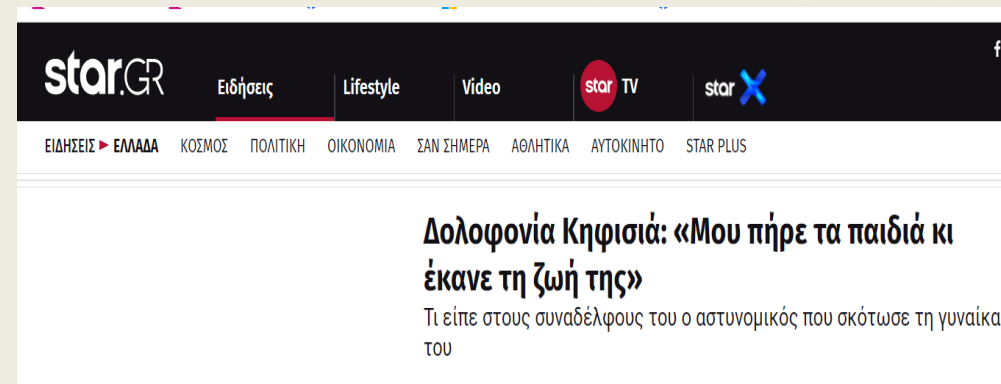 star.GR Ειδήσεις Lifestyle Video star TV star X f
ΕΙΔΗΣΕΙΣ ΕΛΛΑΔΑ ΚΟΣΜΟΣ ΠΟΛΙΤΙΚΗ ΟΙΚΟΝΟΜΙΑ ΣΑΝ ΣΗΜΕΡΑ ΑΘΛΗΤΙΚΑ ΑΥΤΟΚΙΝΗΤΟ STAR PLUS
Δολοφονία Κηφισιά: «Μου πήρε τα παιδιά κι
έκανε τη ζωή της»
Τι είπε στους συναδέλφους του ο αστυνομικός που σκότωσε τη γυναίκα
του